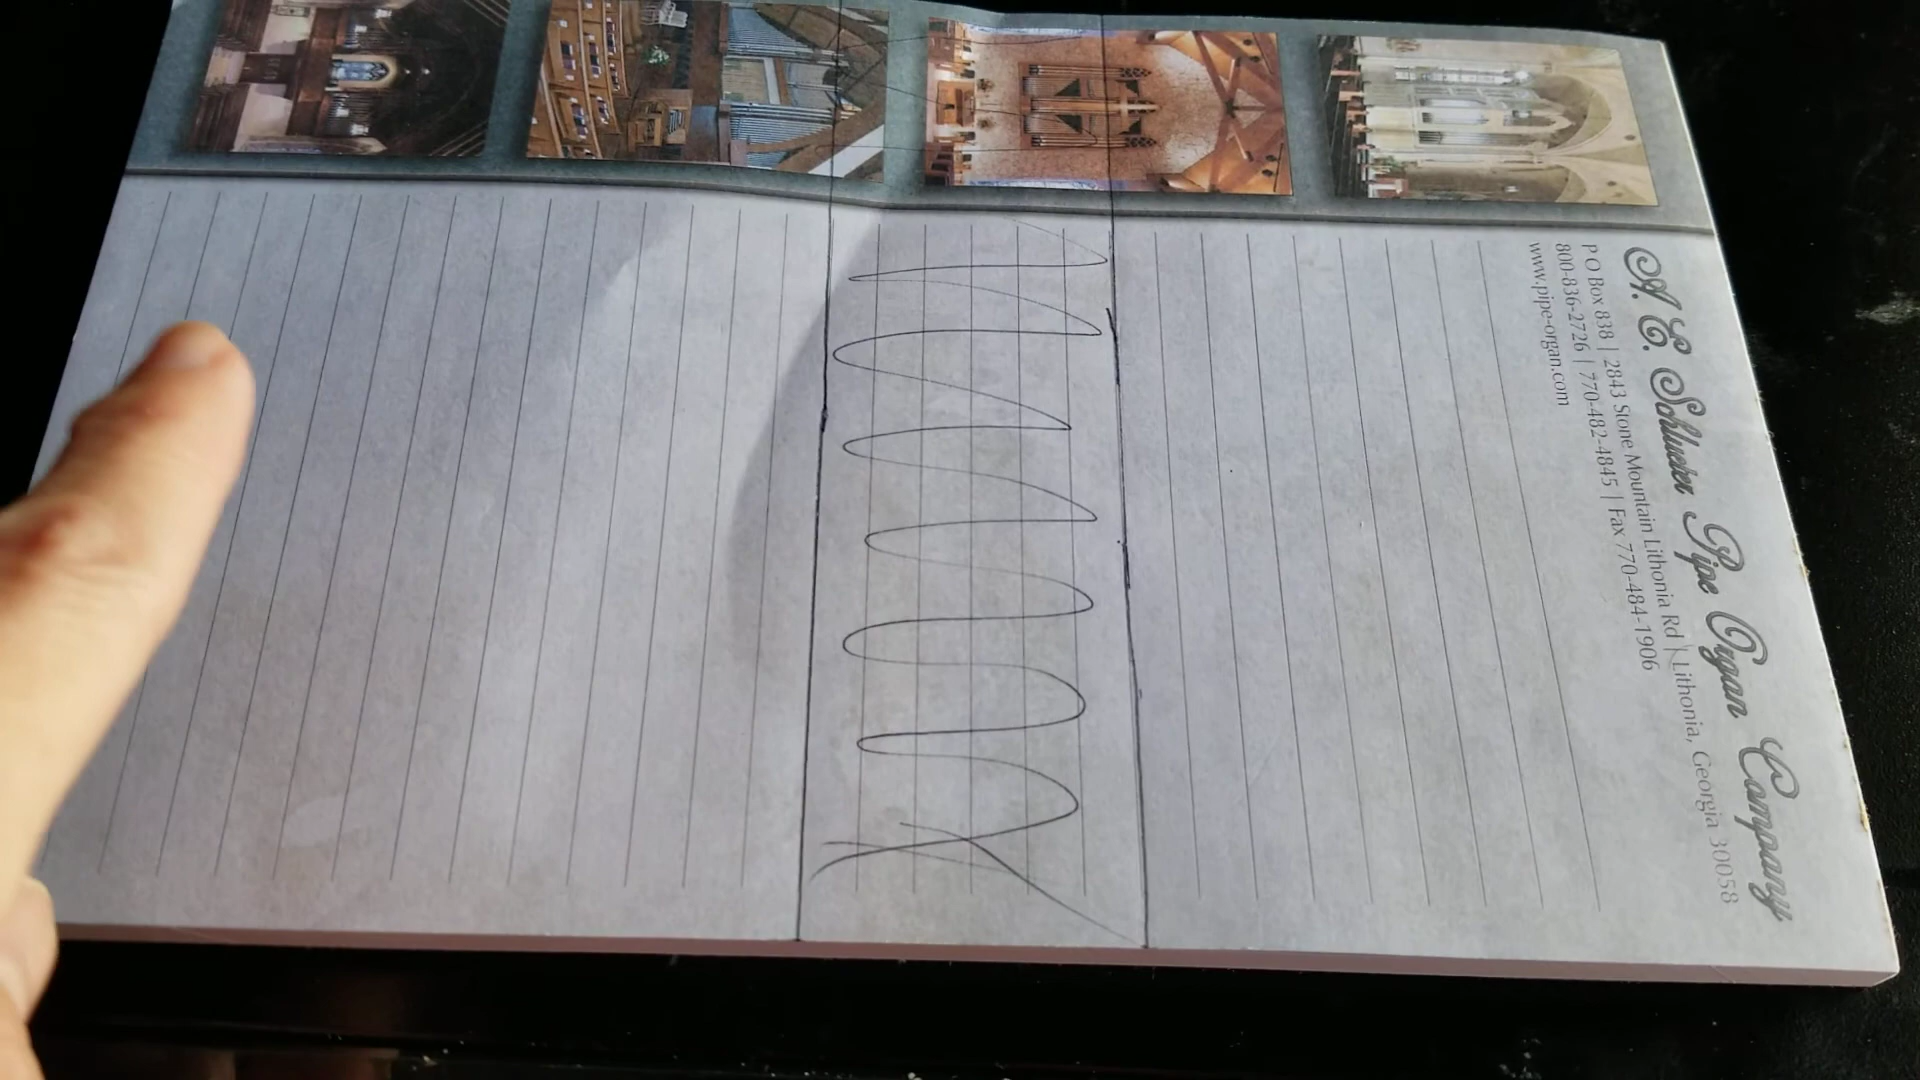 A. E. Schlueter Pipe Organ Company
P O Box 838 | 2843 Stone Mountain Lithonia Rd | Lithonia, Georgia 30058
800-836-2726 | 770-482-4845 | Fax 770-484-1906
www.pipe-organ.com